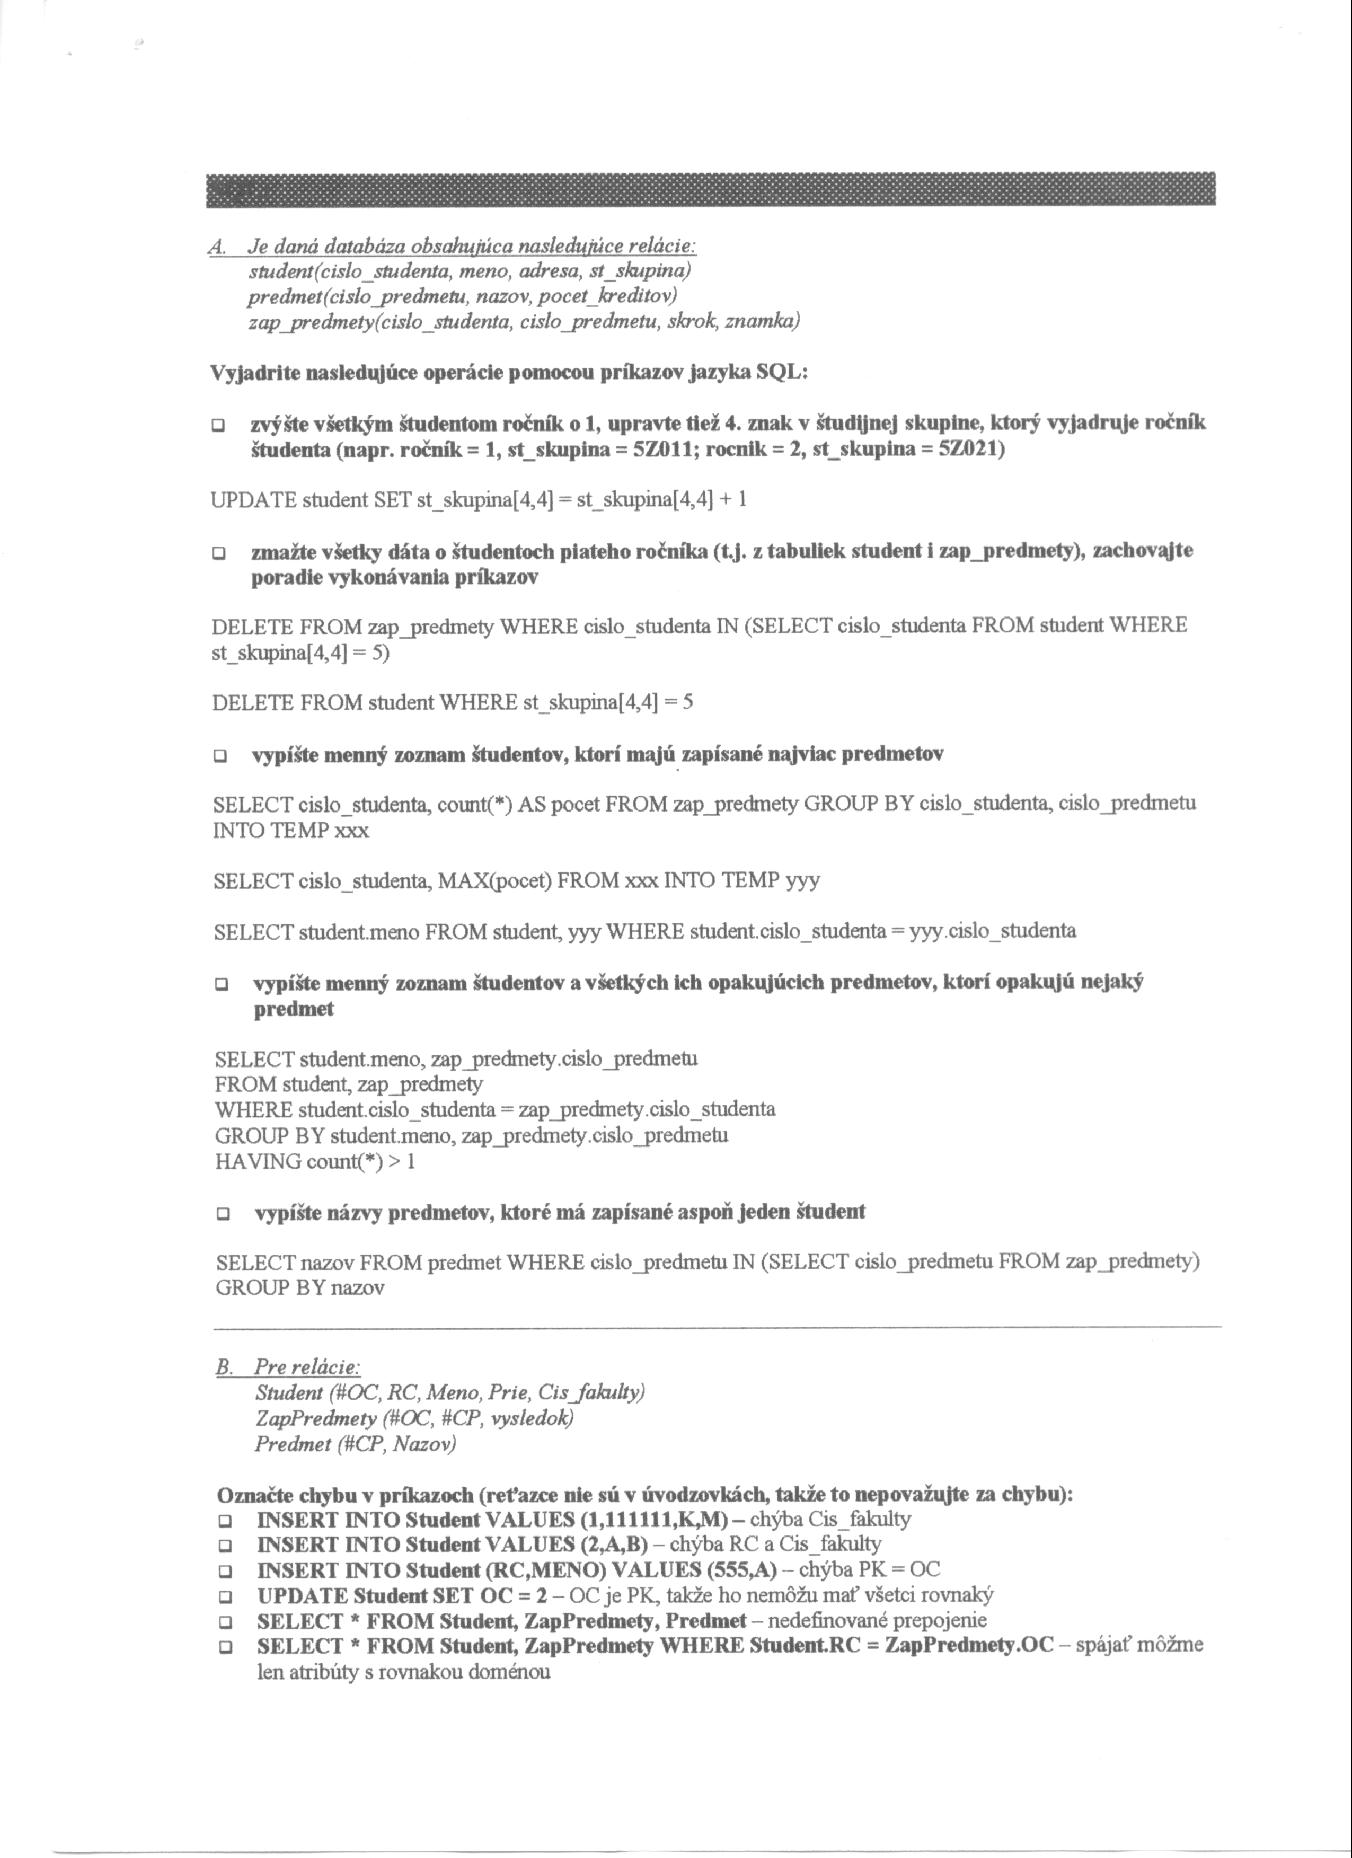 A. Je daná databáza obsahujúca nasledujúce relácie:
student(cislo_studenta, meno, adresa, st_skupina)
predmet(cislo_predmetu, nazov, pocet_kreditov)
zap_predmety(cislo_studenta, cislo_predmetu, skrok, znamka)
Vyjadrite nasledujúce operácie pomocou príkazov jazyka SQL:
❑ zvýšte všetkým študentom ročník o 1, upravte tiež 4. znak v študijnej skupine, ktorý vyjadruje ročník
študenta (napr. ročník = 1, st_skupina = 5Z011; rocnik = 2, st_skupina = 5Z021)
UPDATE student SET st_skupina[4,4] = st_skupina[4,4] + 1
❑ zmažte všetky dáta o študentoch piateho ročníka (t.j. z tabuliek student i zap_predmety), zachovajte
poradie vykonávania príkazov
DELETE FROM zap_predmety WHERE cislo_studenta IN (SELECT cislo_studenta FROM student WHERE
st_skupina[4,4] = 5)
DELETE FROM student WHERE st_skupina[4,4] = 5
❑ vypíšte menný zoznam študentov, ktorí majú zapísané najviac predmetov
SELECT cislo_studenta, count(*) AS pocet FROM zap_predmety GROUP BY cislo_studenta, cislo_predmetu
INTO TEMP xxx
SELECT cislo_studenta, MAX(pocet) FROM xxx INTO TEMP yyy
SELECT student.meno FROM student, yyy WHERE student.cislo_studenta = yyy.cislo_studenta
❑ vypíšte menný zoznam študentov a všetkých ich opakujúcich predmetov, ktorí opakujú nejaký
predmet
SELECT student.meno, zap_predmety.cislo_predmetu
FROM student, zap_predmety
WHERE student.cislo_studenta = zap_predmety.cislo_studenta
GROUP BY student.meno, zap_predmety.cislo_predmetu
HAVING count(*) > 1
❑ vypíšte názvy predmetov, ktoré má zapísané aspoň jeden študent
SELECT nazov FROM predmet WHERE cislo_predmetu IN (SELECT cislo_predmetu FROM zap_predmety)
GROUP BY nazov
B. Pre relácie:
Student (#OC, RC, Meno, Prie, Cis_fakulty)
ZapPredmety (#OC, #CP, vysledok)
Predmet (#CP, Nazov)
Označte chybu v príkazoch (reťazce nie sú v úvodzovkách, takže to nepovažujte za chybu):
❑ INSERT INTO Student VALUES (1,111111,K,M) – chýba Cis_fakulty
❑ INSERT INTO Student VALUES (2,A,B) – chýba RC a Cis_fakulty
❑ INSERT INTO Student (RC,MENO) VALUES (555,A) – chýba PK = OC
❑ UPDATE Student SET OC = 2 – OC je PK, takže ho nemôžu mať všetci rovnaký
❑ SELECT * FROM Student, ZapPredmety, Predmet – nedefinované prepojenie
❑ SELECT * FROM Student, ZapPredmety WHERE Student.RC = ZapPredmety.OC – spájať môžme
len atribúty s rovnakou doménou